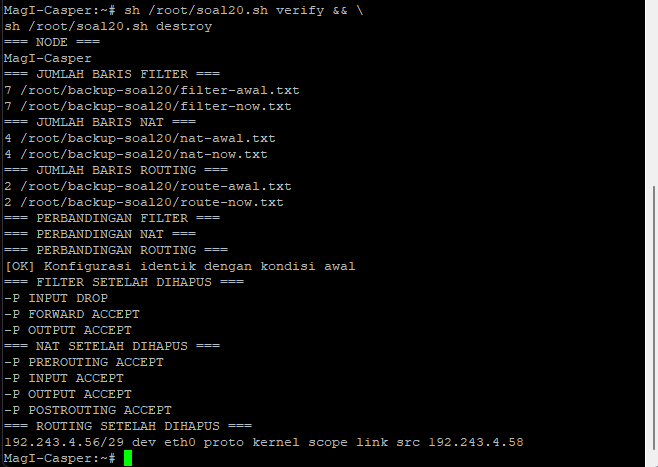 MagI-Casper:~# sh /root/soal20.sh verify && \
sh /root/soal20.sh destroy
=== NODE ===
MagI-Casper
=== JUMLAH BARIS FILTER ===
7 /root/backup-soal20/filter-awal.txt
7 /root/backup-soal20/filter-now.txt
=== JUMLAH BARIS NAT ===
4 /root/backup-soal20/nat-awal.txt
4 /root/backup-soal20/nat-now.txt
=== JUMLAH BARIS ROUTING ===
2 /root/backup-soal20/route-awal.txt
2 /root/backup-soal20/route-now.txt
=== PERBANDINGAN FILTER ===
=== PERBANDINGAN NAT ===
=== PERBANDINGAN ROUTING ===
[OK] Konfigurasi identik dengan kondisi awal
=== FILTER SETELAH DIHAPUS ===
-P INPUT DROP
-P FORWARD ACCEPT
-P OUTPUT ACCEPT
=== NAT SETELAH DIHAPUS ===
-P PREROUTING ACCEPT
-P INPUT ACCEPT
-P OUTPUT ACCEPT
-P POSTROUTING ACCEPT
=== ROUTING SETELAH DIHAPUS ===
192.243.4.56/29 dev eth0 proto kernel scope link src 192.243.4.58
MagI-Casper:~#